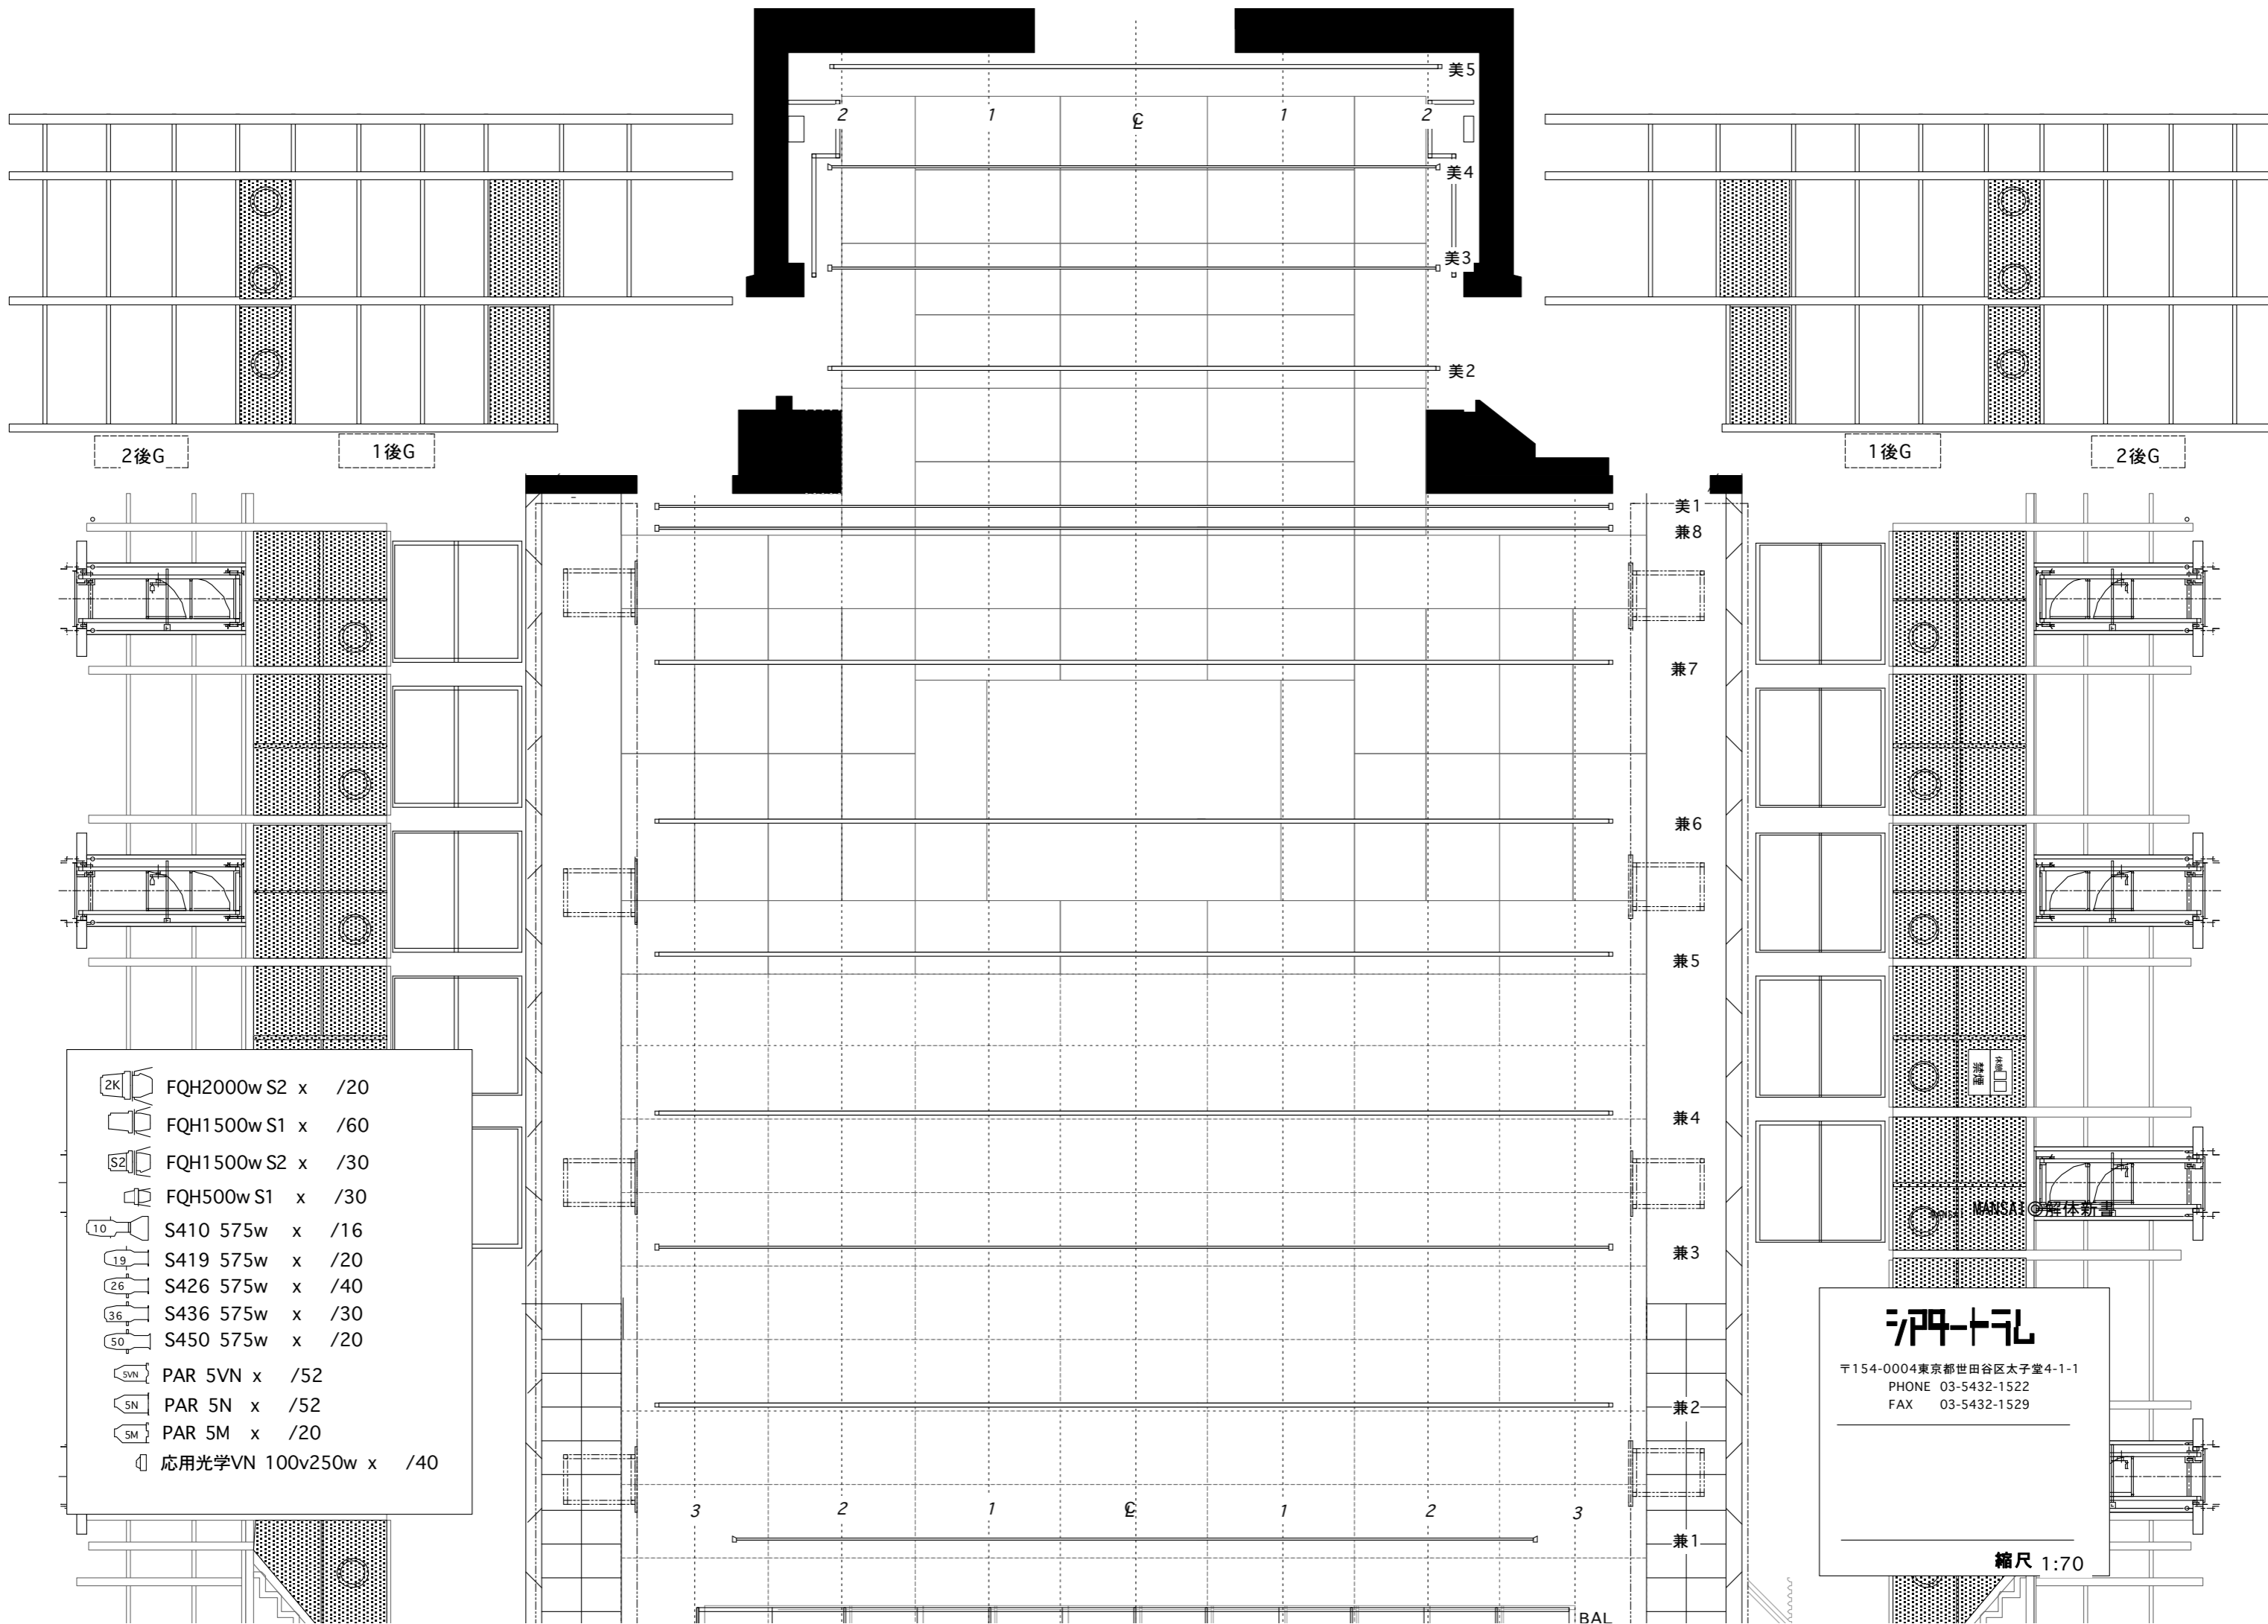 美5
2
1
℄
1
2
美4
美3
美2
2後G
1後G
1後G
2後G
美1
兼8
兼7
兼6
兼5
休憩
禁煙
2K FQH2000w S2 x /20
FQH1500w S1 x /60
S2 FQH1500w S2 x /30
FQH500w S1 x /30
10 S410 575w x /16
19 S419 575w x /20
26 S426 575w x /40
36 S436 575w x /30
50 S450 575w x /20
5VN PAR 5VN x /52
5N PAR 5N x /52
5M PAR 5M x /20
応用光学VN 100v250w x /40
兼4
MANSAI◎解体新書
兼3
シアタートラム
〒154-0004東京都世田谷区太子堂4-1-1
PHONE 03-5432-1522
FAX 03-5432-1529
縮尺 1:70
兼2
3
2
1
℄
1
2
3
兼1
BAL